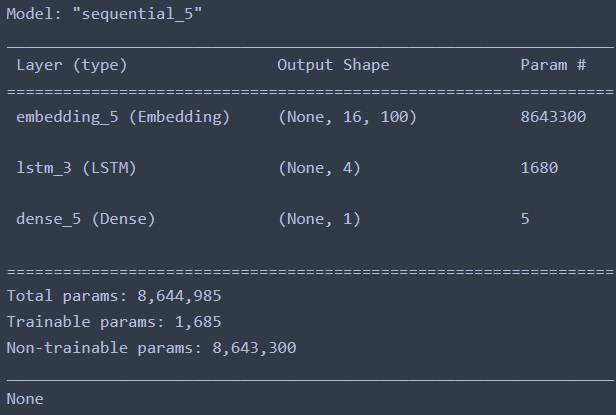 Model: "sequential_5"
_________________________________________________________________
Layer (type)                Output Shape              Param #
=================================================================
embedding_5 (Embedding)     (None, 16, 100)           8643300
lstm_3 (LSTM)               (None, 4)                 1680
dense_5 (Dense)             (None, 1)                 5
=================================================================
Total params: 8,644,985
Trainable params: 1,685
Non-trainable params: 8,643,300
_________________________________________________________________
None